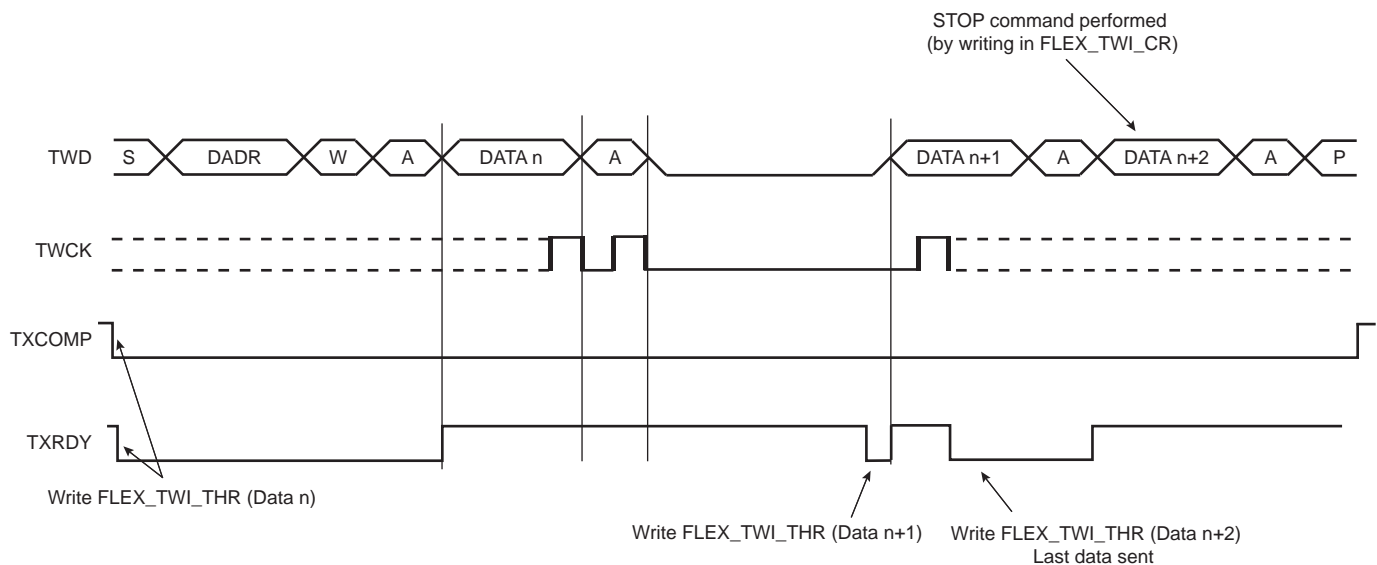 STOP command performed
(by writing in FLEX_TWI_CR)
TWD S DADR W A DATA n A DATA n+1 A DATA n+2 A P
TWCK
TXCOMP
TXRDY
Write FLEX_TWI_THR (Data n)
Write FLEX_TWI_THR (Data n+1) Write FLEX_TWI_THR (Data n+2)
Last data sent